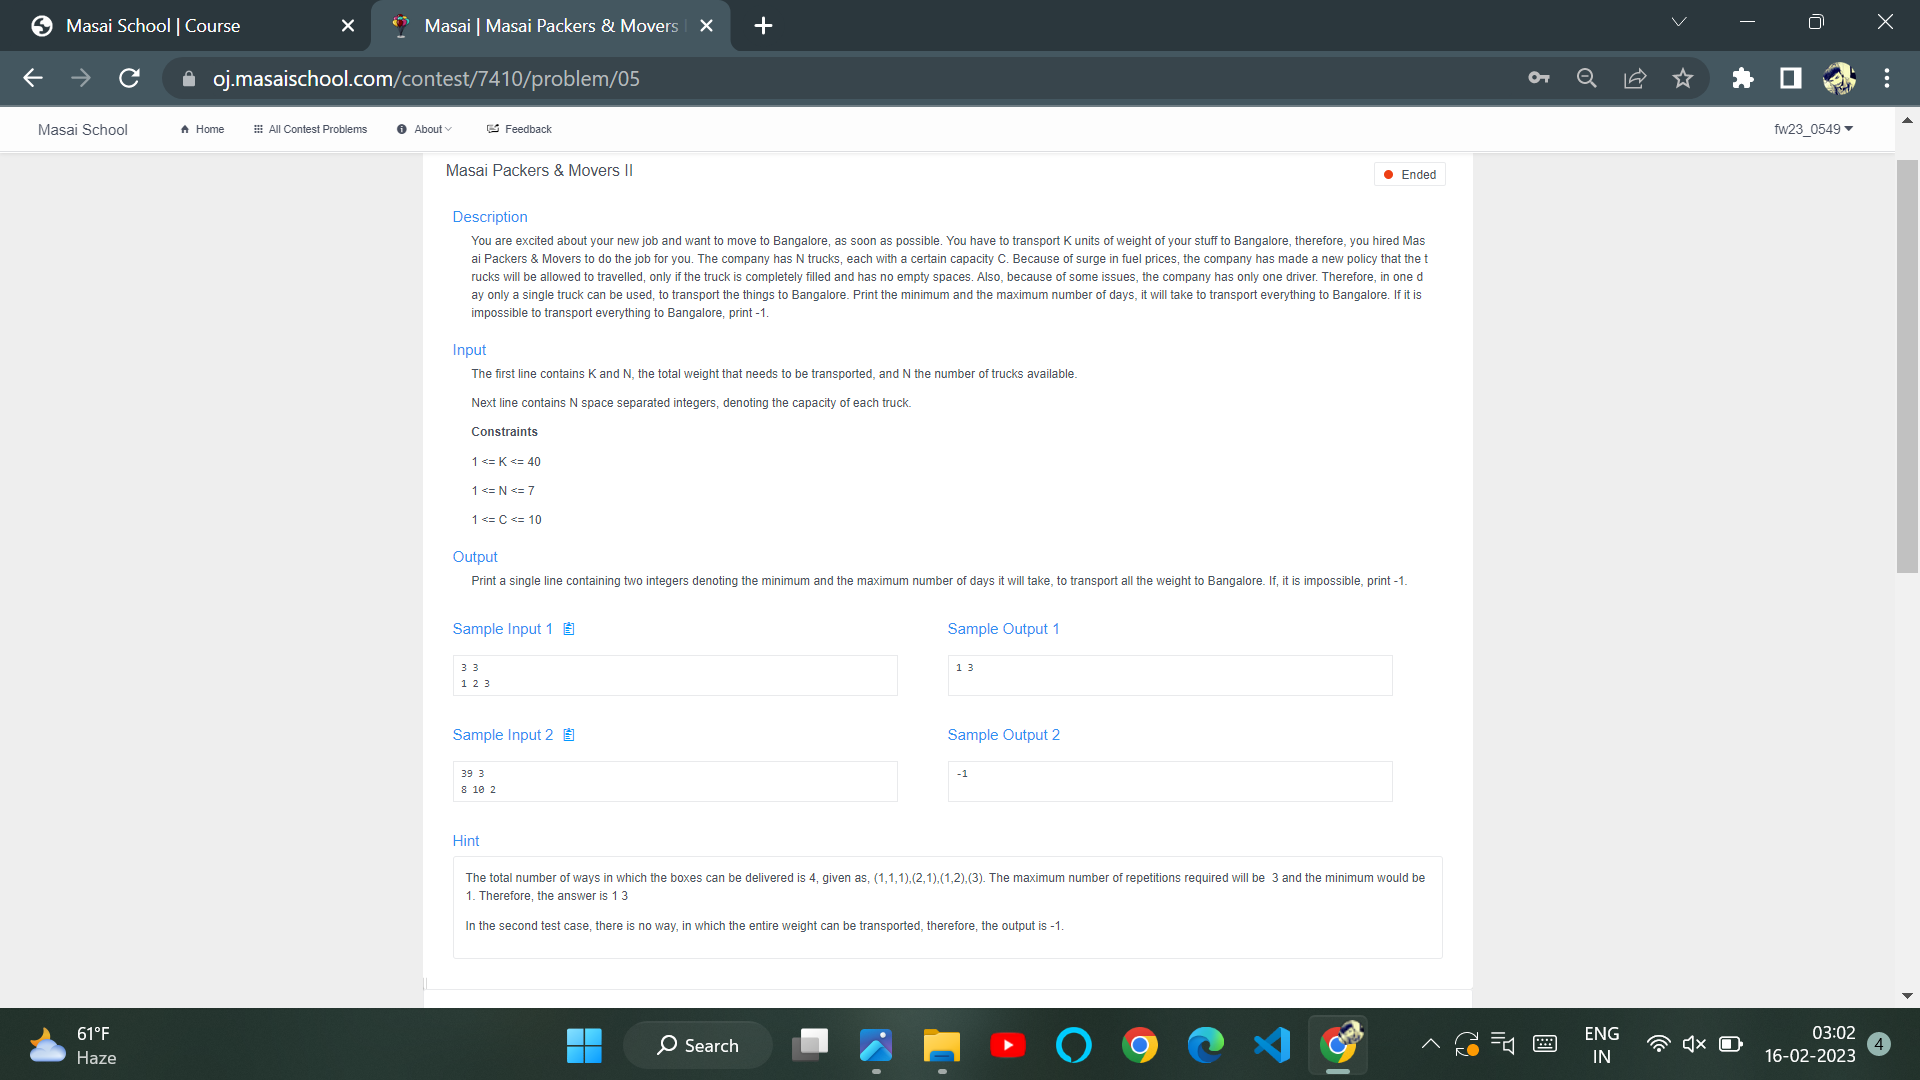 Masai School | Course
Masai | Masai Packers & Movers
oj.masaischool.com/contest/7410/problem/05
Masai School
Home
All Contest Problems
About
Feedback
fw23_0549
Masai Packers & Movers II
Ended
Description
You are excited about your new job and want to move to Bangalore, as soon as possible. You have to transport K units of weight of your stuff to Bangalore, therefore, you hired Mas
ai Packers & Movers to do the job for you. The company has N trucks, each with a certain capacity C. Because of surge in fuel prices, the company has made a new policy that the t
rucks will be allowed to travelled, only if the truck is completely filled and has no empty spaces. Also, because of some issues, the company has only one driver. Therefore, in one d
ay only a single truck can be used, to transport the things to Bangalore. Print the minimum and the maximum number of days, it will take to transport everything to Bangalore. If it is
impossible to transport everything to Bangalore, print -1.
Input
The first line contains K and N, the total weight that needs to be transported, and N the number of trucks available.
Next line contains N space separated integers, denoting the capacity of each truck.
Constraints
1 <= K <= 40
1 <= N <= 7
1 <= C <= 10
Output
Print a single line containing two integers denoting the minimum and the maximum number of days it will take, to transport all the weight to Bangalore. If, it is impossible, print -1.
Sample Input 1
Sample Output 1
3 3
1 2 3
1 3
Sample Input 2
Sample Output 2
39 3
8 10 2
-1
Hint
The total number of ways in which the boxes can be delivered is 4, given as, (1,1,1),(2,1),(1,2),(3). The maximum number of repetitions required will be  3 and the minimum would be
1. Therefore, the answer is 1 3
In the second test case, there is no way, in which the entire weight can be transported, therefore, the output is -1.
61°F
Haze
Search
ENG
IN
03:02
16-02-2023
4